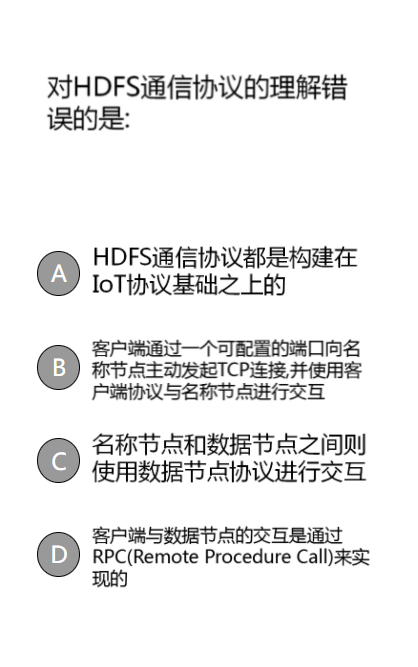 对HDFS通信协议的理解错
误的是:
A
HDFS通信协议都是构建在
IoT协议基础之上的
B
客户端通过一个可配置的端口向名
称节点主动发起TCP连接,并使用客
户端协议与名称节点进行交互
C
名称节点和数据节点之间则
使用数据节点协议进行交互
D
客户端与数据节点的交互是通过
RPC(Remote Procedure Call)来实
现的